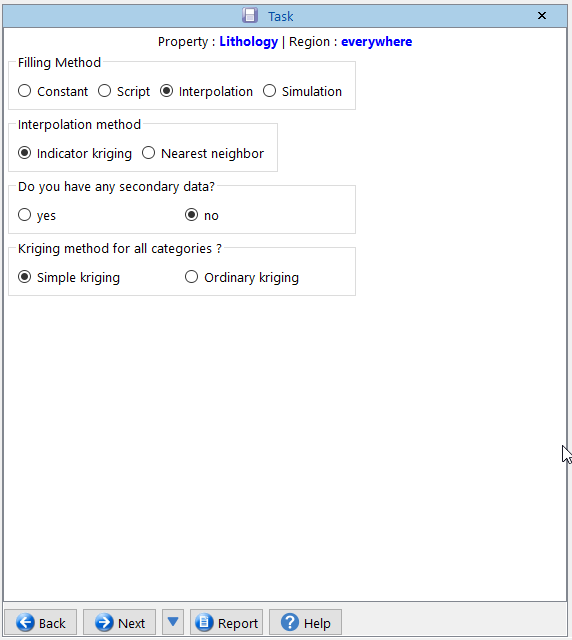 Task
Property : Lithology | Region : everywhere
Filling Method
Constant Script Interpolation Simulation
Interpolation method
Indicator kriging Nearest neighbor
Do you have any secondary data?
yes no
Kriging method for all categories ?
Simple kriging Ordinary kriging
Back Next Report Help